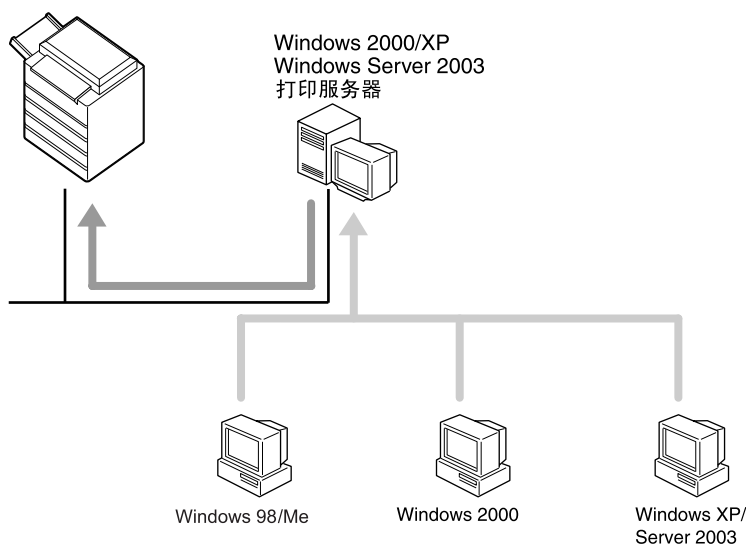 Windows 2000/XP
Windows Server 2003
打印服务器
Windows 98/Me
Windows 2000
Windows XP/
Server 2003